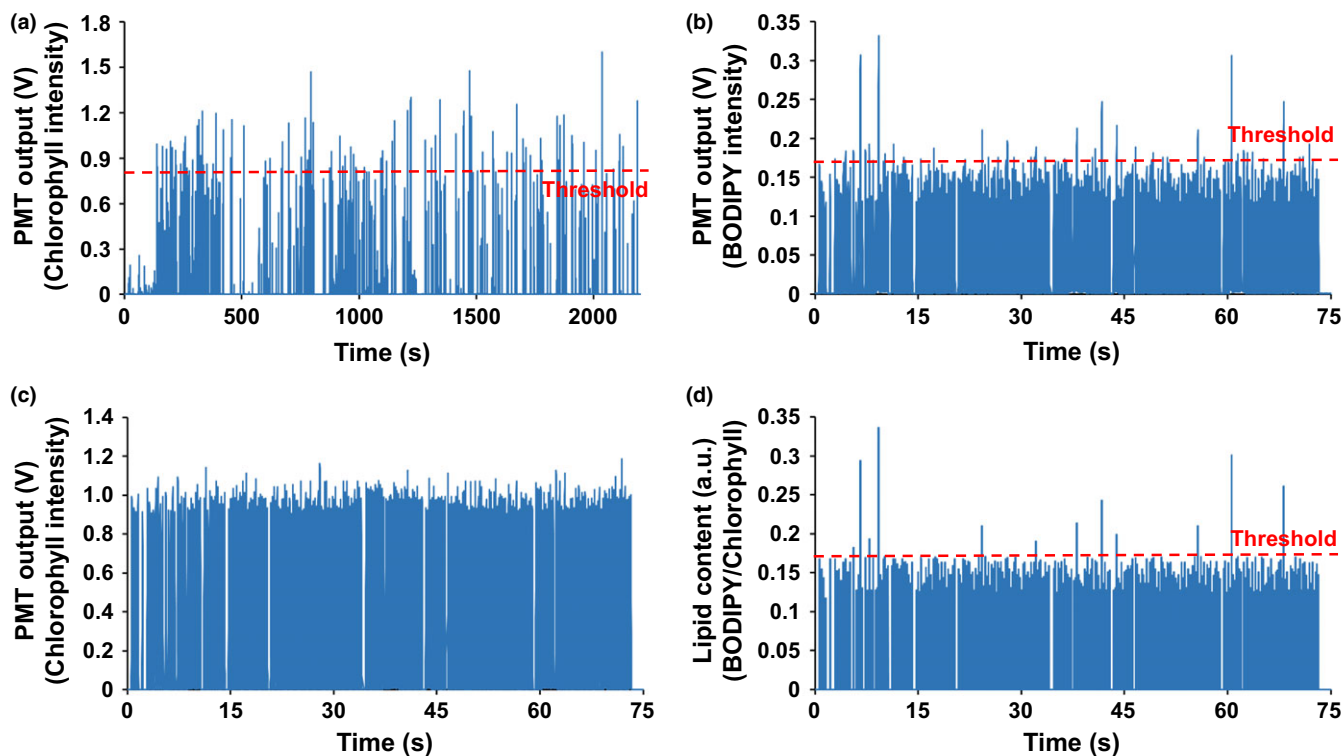 (a)
PMT output (V)
(Chlorophyll intensity)
1.8
1.5
1.2
0.9
0.6
0.3
0
Threshold
0 500 1000 1500 2000
Time (s)
(b)
PMT output (V)
(BODIPY intensity)
0.35
0.3
0.25
0.2
0.15
0.1
0.05
0
Threshold
0 15 30 45 60 75
Time (s)
(c)
PMT output (V)
(Chlorophyll intensity)
1.4
1.2
1.0
0.8
0.6
0.4
0.2
0
0 15 30 45 60 75
Time (s)
(d)
Lipid content (a.u.)
(BODIPY/Chlorophyll)
0.35
0.3
0.25
0.2
0.15
0.1
0.05
0
Threshold
0 15 30 45 60 75
Time (s)